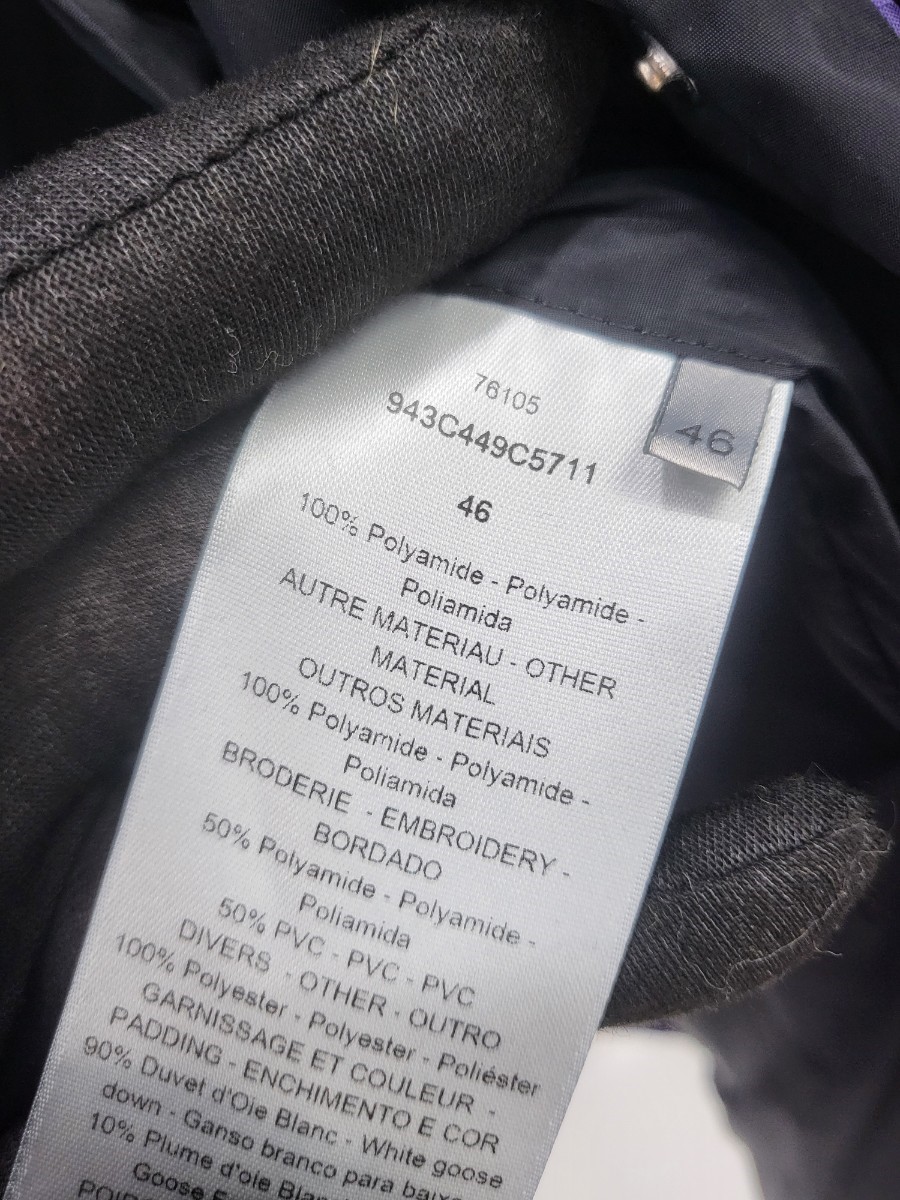 76105
943C449C5711
46
46
100% Polyamide - Polyamide -
Poliamida
AUTRE MATERIAU - OTHER
MATERIAL
OUTROS MATERIAIS
100% Polyamide - Polyamide -
Poliamida
BRODERIE - EMBROIDERY -
BORDADO
50% Polyamide - Polyamide -
Poliamida
50% PVC - PVC - PVC
DIVERS - OTHER - OUTRO
100% Polyester - Polyester - Poliéster
GARNISSAGE ET COULEUR -
PADDING - ENCHIMENTO E COR
90% Duvet d'Oie Blanc - White goose
down - Ganso branco para baixo
10% Plume d'oie Blan
Goose